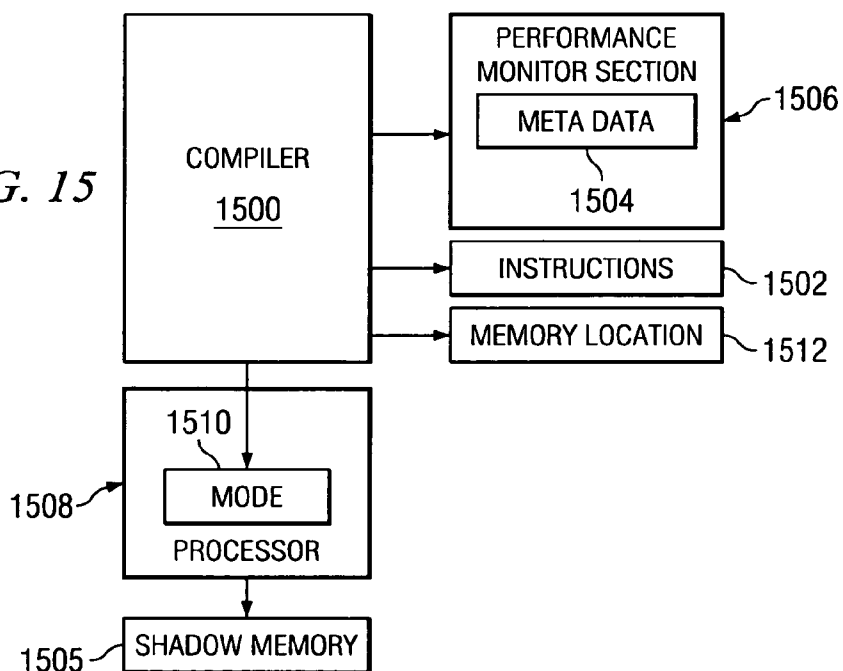 PERFORMANCE
MONITOR SECTION
META DATA
1504
1506
COMPILER
1500
G. 15
INSTRUCTIONS
1502
MEMORY LOCATION
1512
1510
MODE
1508
PROCESSOR
SHADOW MEMORY
1505